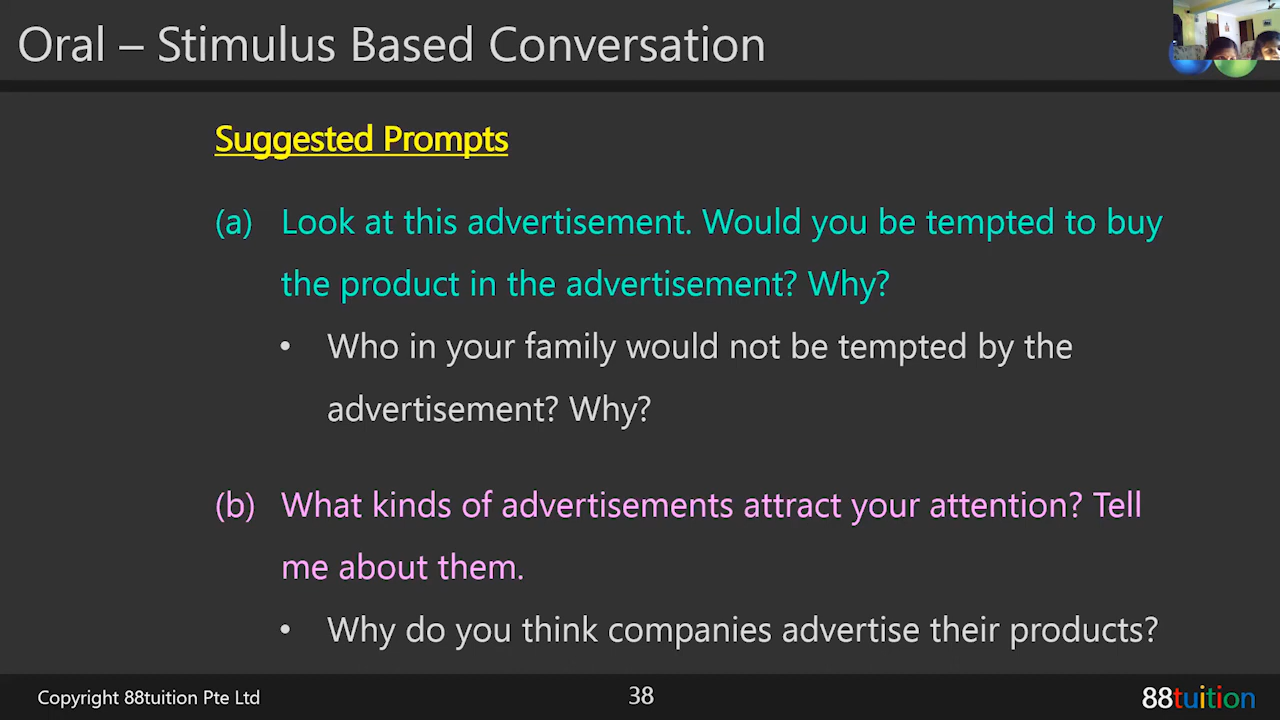 Oral – Stimulus Based Conversation
Suggested Prompts
(a) Look at this advertisement. Would you be tempted to buy
the product in the advertisement? Why?
• Who in your family would not be tempted by the
advertisement? Why?
(b) What kinds of advertisements attract your attention? Tell
me about them.
• Why do you think companies advertise their products?
Copyright 88tuition Pte Ltd
38
88tuition